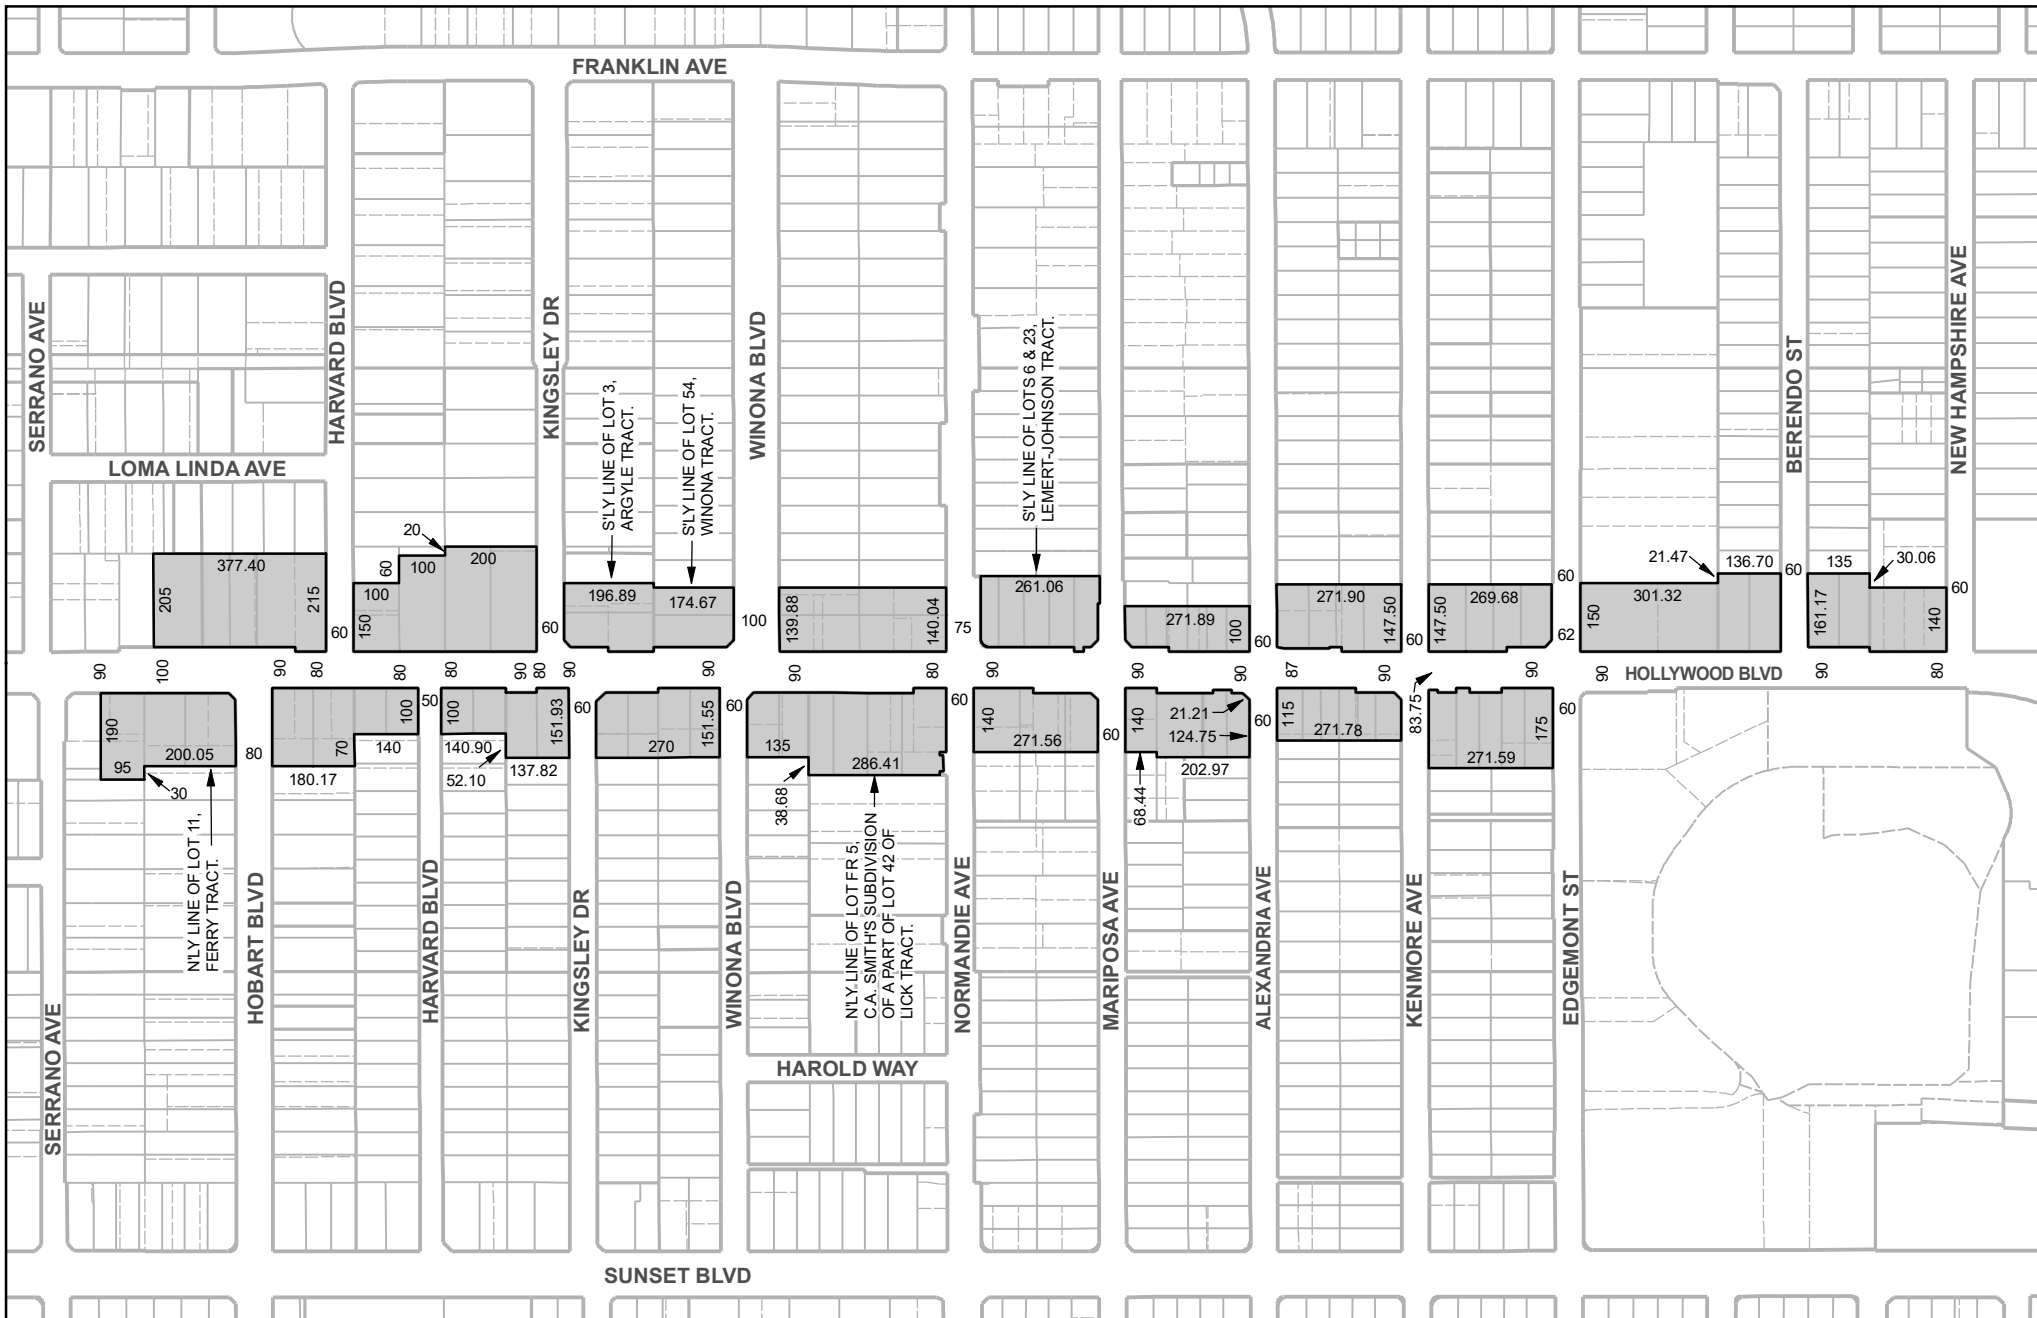 FRANKLIN AVE
SERRANO AVE
HARVARD BLVD
KINGSLEY DR
WINONA BLVD
BERENDO ST
NEW HAMPSHIRE AVE
LOMA LINDA AVE
S'LY LINE OF LOT 3,
ARGYLE TRACT.
S'LY LINE OF LOT 54,
WINONA TRACT.
S'LY LINE OF LOTS 6 & 23,
LEMERT-JOHNSON TRACT.
377.40
205
215
60
20
60
100
200
100
150
60
196.89
174.67
100
139.88
140.04
75
261.06
271.89
100
60
271.90
147.50
60
147.50
269.68
60
62
150
301.32
21.47
136.70
60
135
30.06
161.17
140
60
90
100
90
80
80
80
90
80
90
90
90
80
90
90
90
87
90
90
90
90
80
HOLLYWOOD BLVD
190
95
200.05
30
80
180.17
70
140
100
50
100
140.90
52.10
137.82
151.93
60
270
151.55
60
135
38.68
286.41
60
140
271.56
60
140
68.44
21.21
124.75
202.97
60
115
271.78
83.75
271.59
175
60
N'LY LINE OF LOT 11,
FERRY TRACT.
N'LY LINE OF LOT FR 5,
C.A. SMITH'S SUBDIVISION
OF A PART OF LOT 42 OF
LICK TRACT.
SERRANO AVE
HOBART BLVD
HARVARD BLVD
KINGSLEY DR
WINONA BLVD
NORMANDIE AVE
MARIPOSA AVE
ALEXANDRIA AVE
KENMORE AVE
EDGEMONT ST
HAROLD WAY
SUNSET BLVD